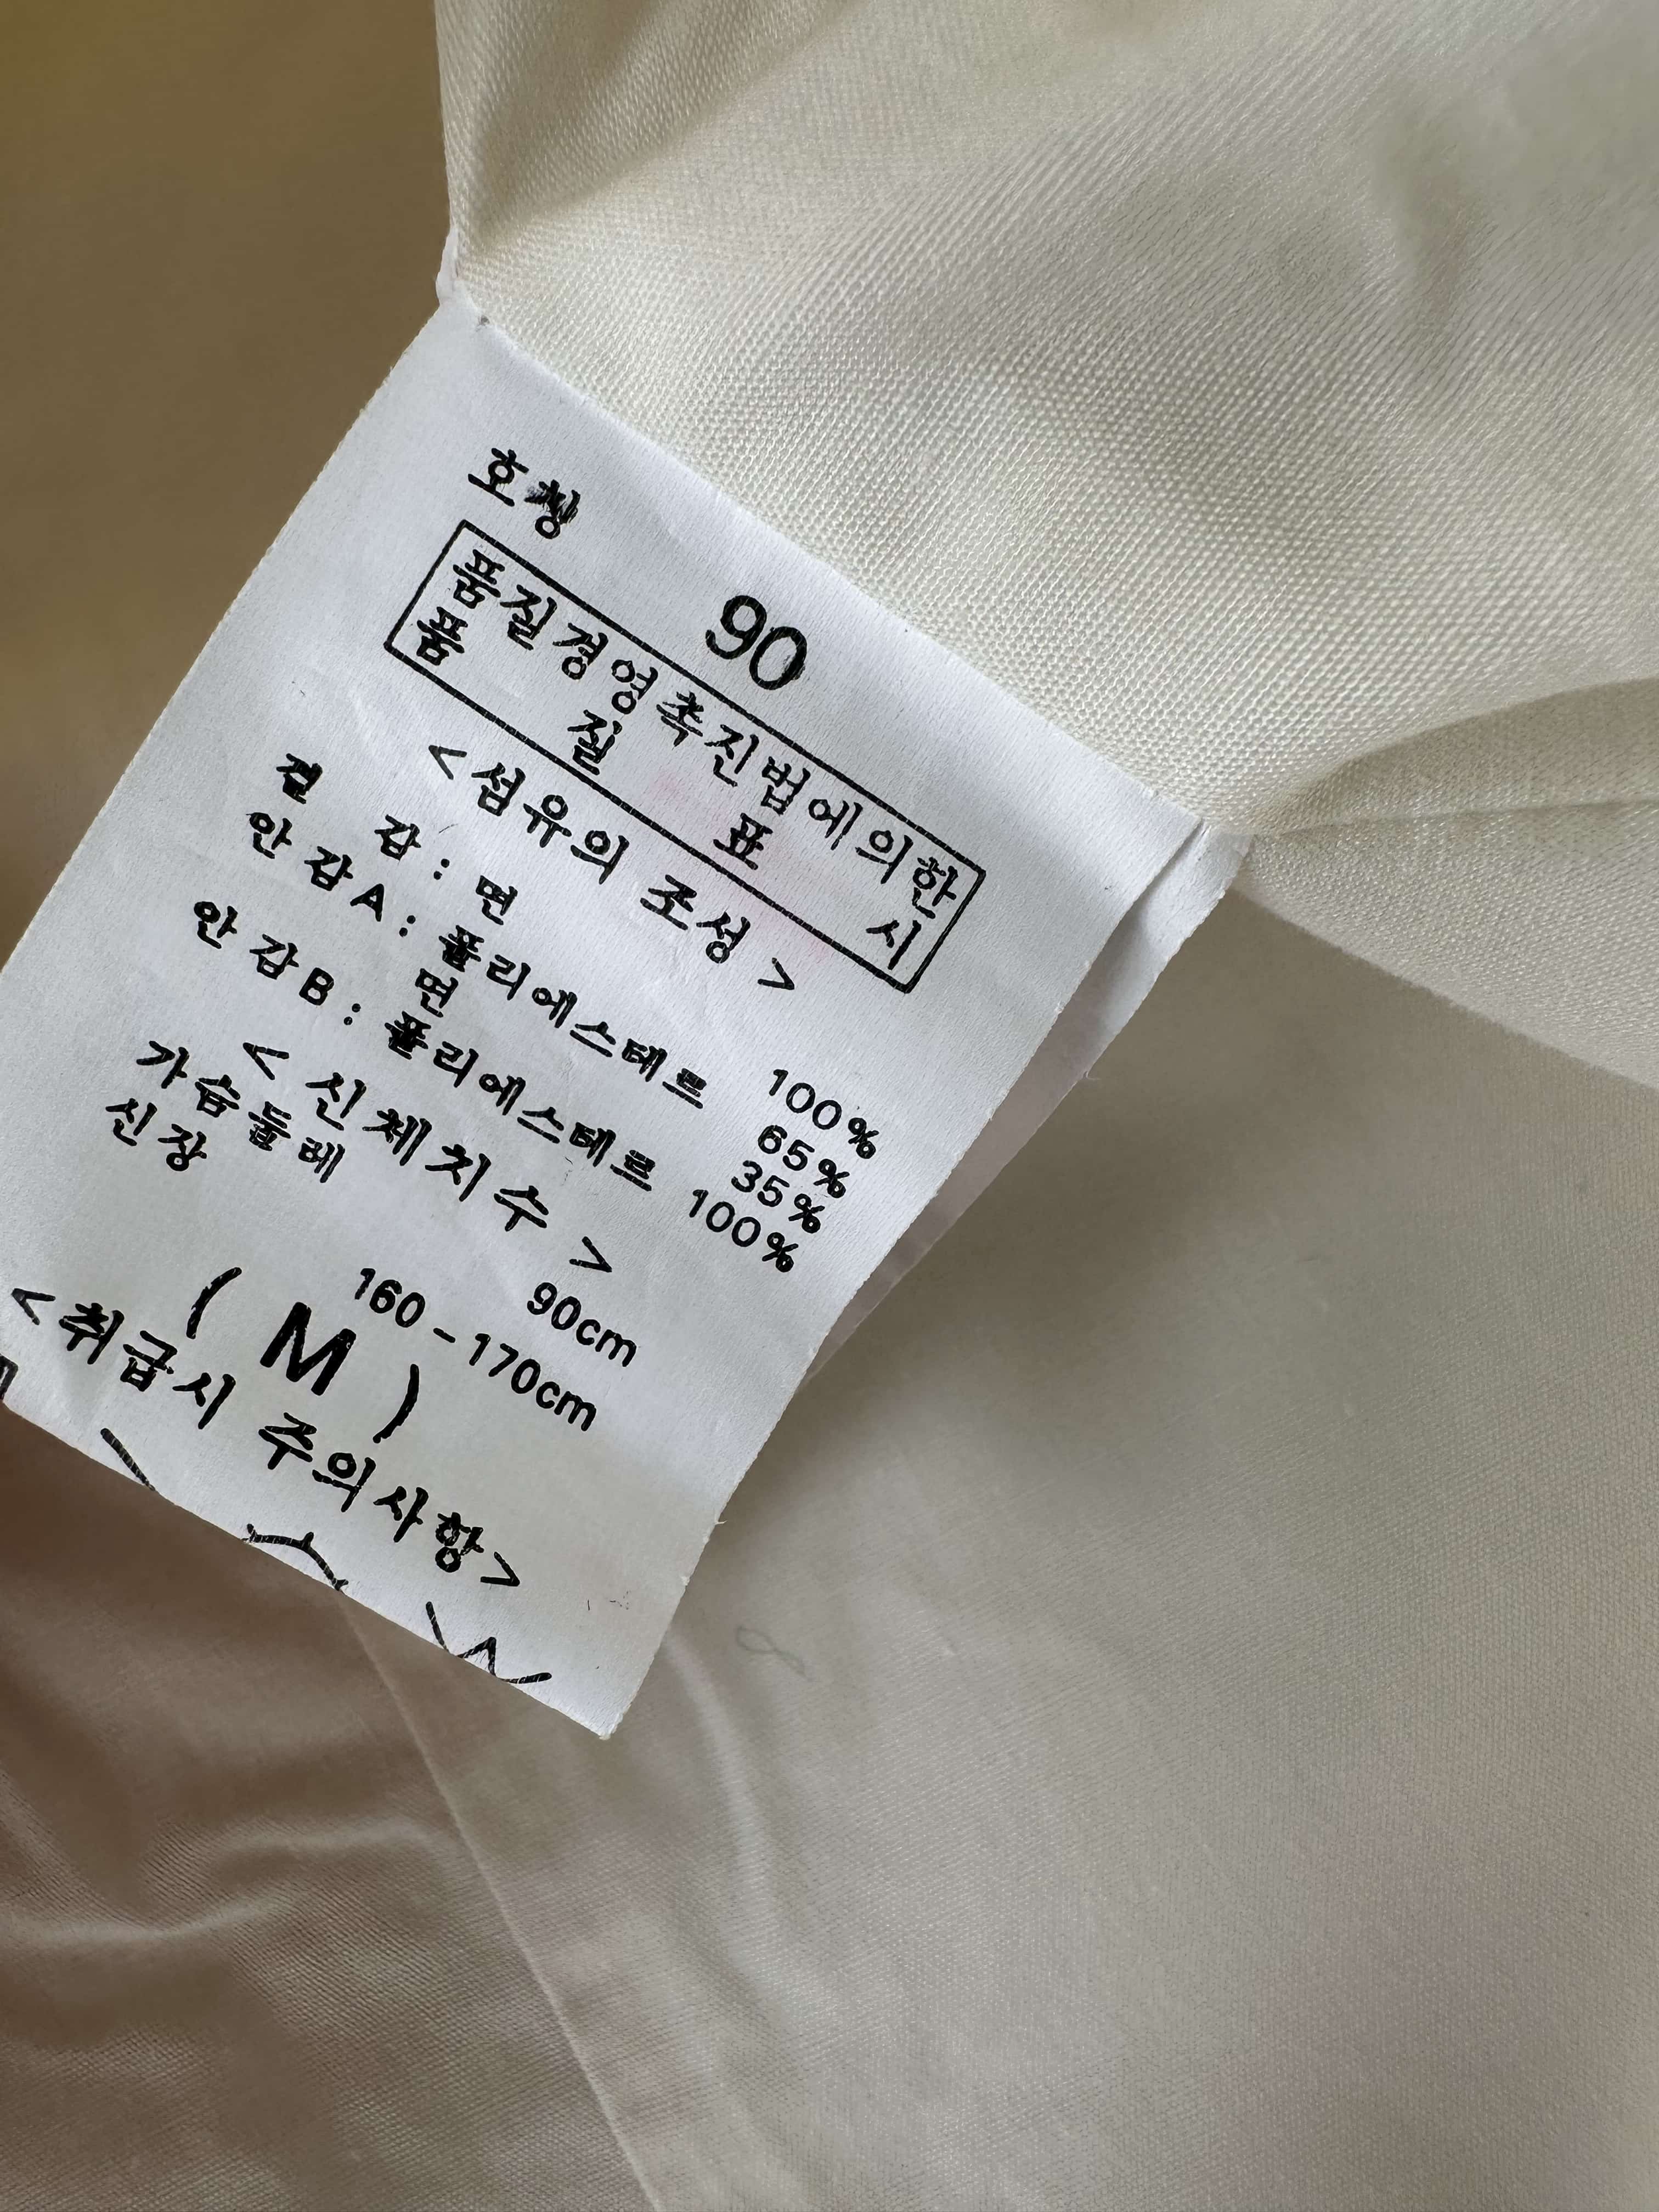 호칭 90
품질경영촉진법에의한
품 질 표 시
<섬유의 조성>
겉 감 : 면 100%
안감A : 폴리에스테르 65%
면 35%
안감B : 폴리에스테르 100%
<신체치수>
가슴둘레 90cm
신장 160-170cm
( M )
<취급시 주의사항>